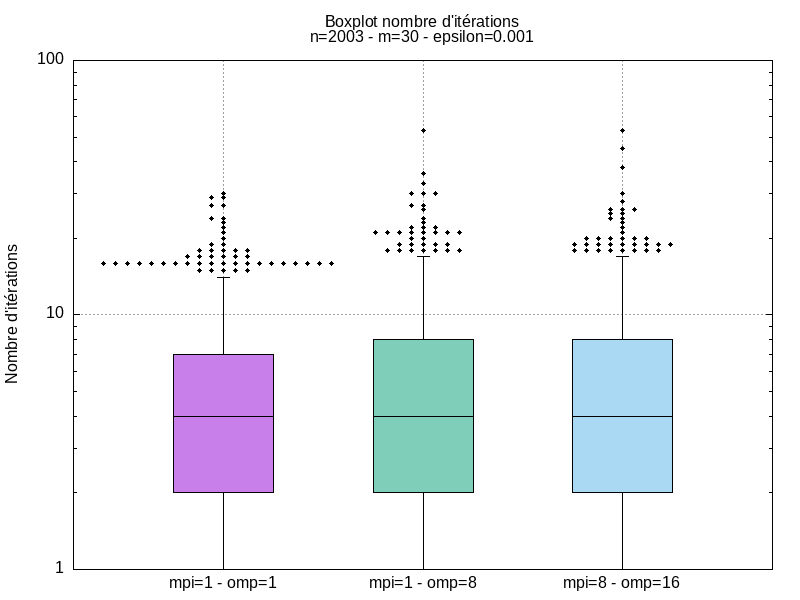 Boxplot nombre d'itérations
n=2003 - m=30 - epsilon=0.001
100
10
1
Nombre d'itérations
mpi=1 - omp=1
mpi=1 - omp=8
mpi=8 - omp=16